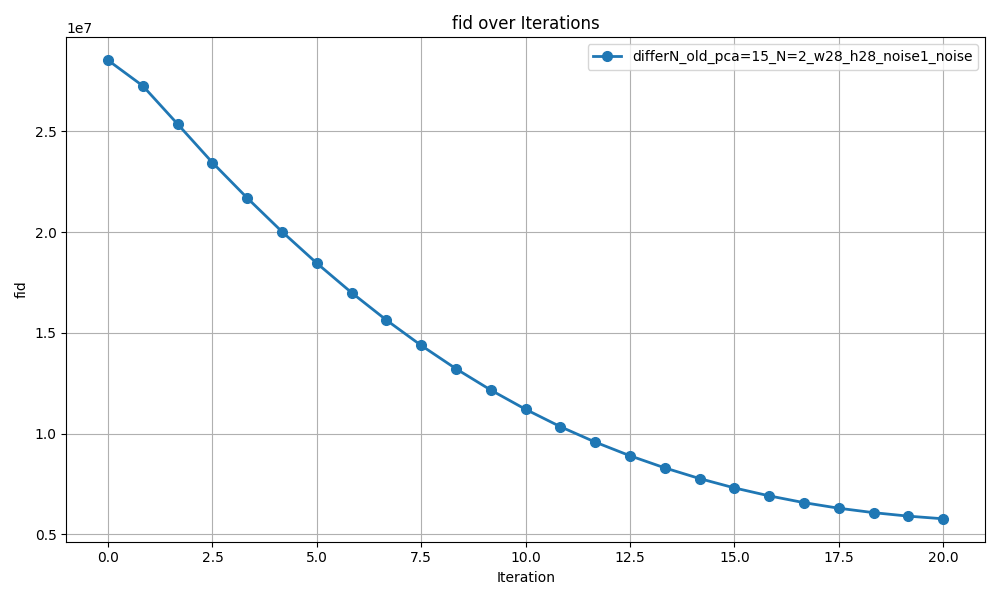 fid over Iterations
1e7
differN_old_pca=15_N=2_w28_h28_noise1_noise
2.5
2.0
1.5
1.0
0.5
fid
0.0 2.5 5.0 7.5 10.0 12.5 15.0 17.5 20.0
Iteration